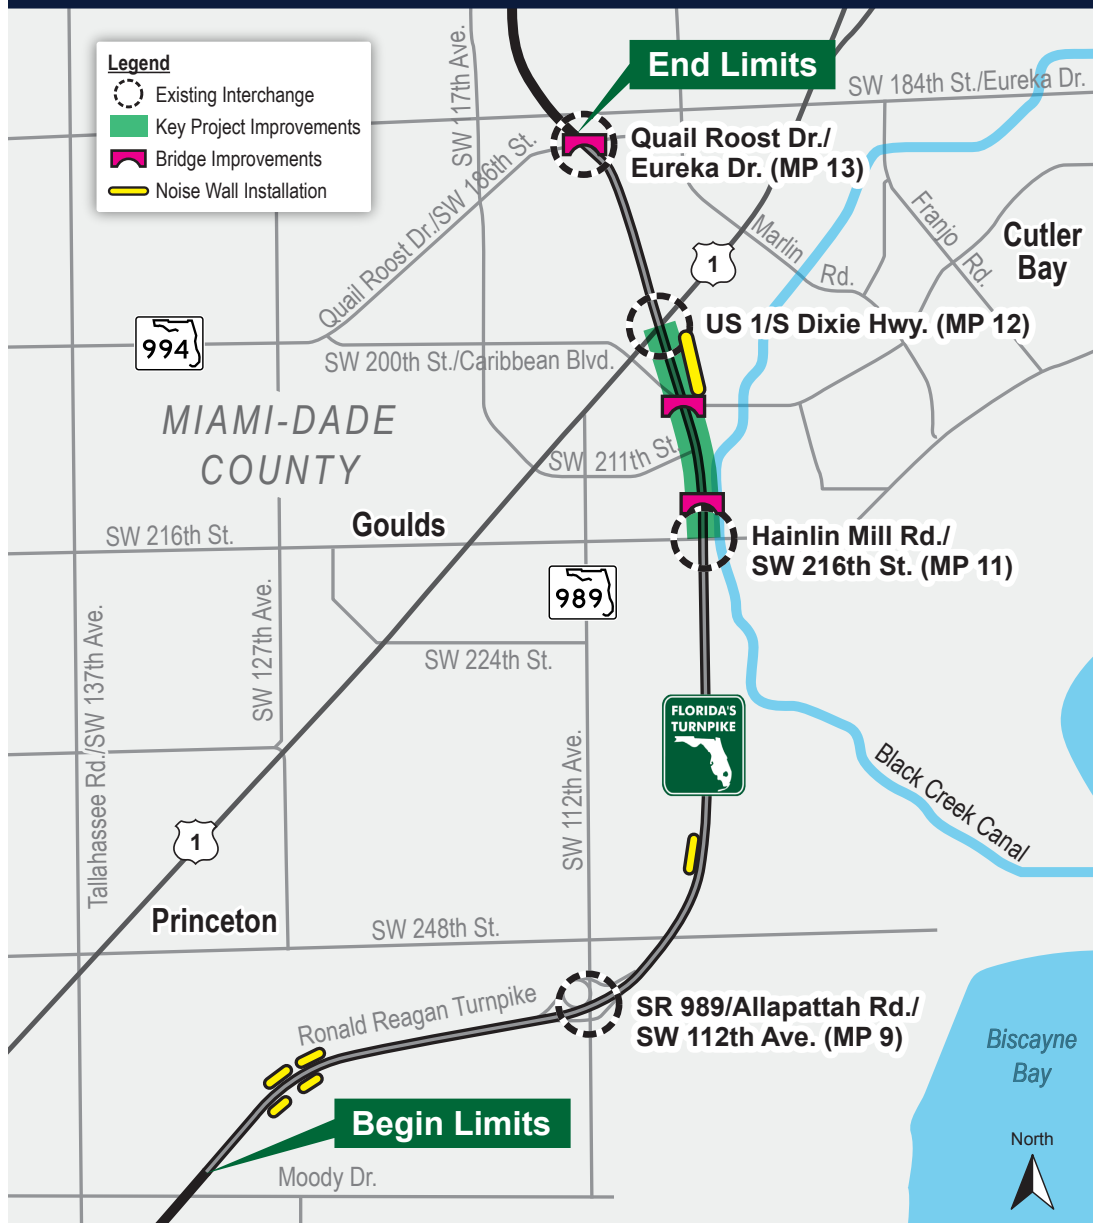 Legend
Existing Interchange
Key Project Improvements
Bridge Improvements
Noise Wall Installation
End Limits
SW 184th St./Eureka Dr.
SW 117th Ave.
Quail Roost Dr./
Eureka Dr. (MP 13)
Quail Roost Dr./SW 186th St.
Marlin Rd.
Franjo Rd.
Cutler
Bay
1
US 1/S Dixie Hwy. (MP 12)
994
SW 200th St./Caribbean Blvd.
MIAMI-DADE
COUNTY
SW 211th St.
Goulds
SW 216th St.
Hainlin Mill Rd./
SW 216th St. (MP 11)
989
SW 224th St.
Tallahassee Rd./SW 137th Ave.
SW 127th Ave.
SW 112th Ave.
FLORIDA'S
TURNPIKE
Black Creek Canal
1
Princeton
SW 248th St.
Ronald Reagan Turnpike
SR 989/Allapattah Rd./
SW 112th Ave. (MP 9)
Biscayne
Bay
Begin Limits
Moody Dr.
North